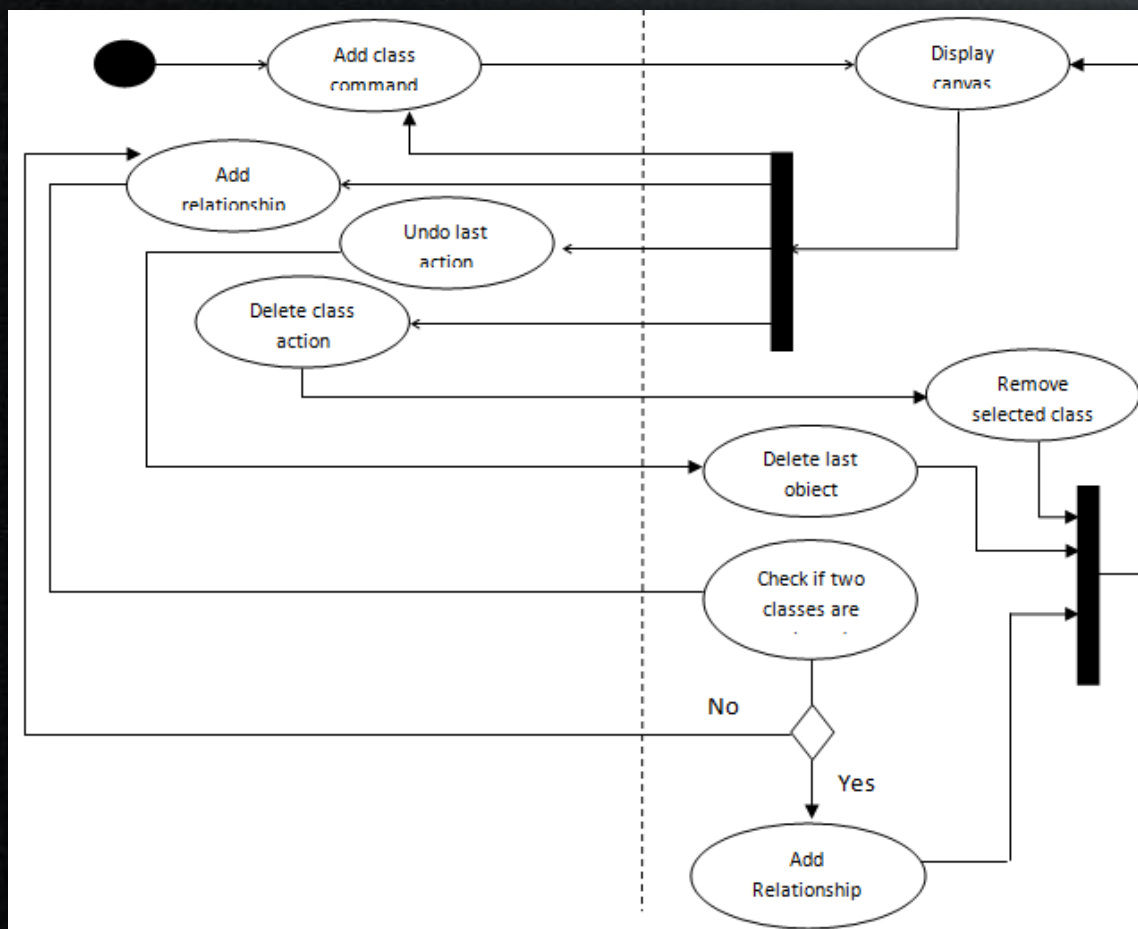 Add class
command
Display
canvas
Add
relationship
Undo last
action
Delete class
action
Remove
selected class
Delete last
object
Check if two
classes are
No
Yes
Add
Relationship